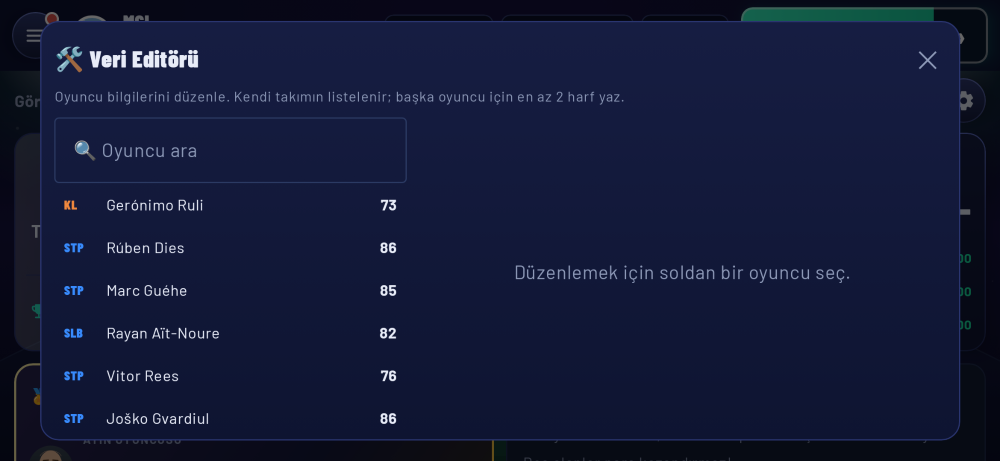 MCI
Veri Editörü
Oyuncu bilgilerini düzenle. Kendi takımın listelenir; başka oyuncu için en az 2 harf yaz.
Oyuncu ara
KL Gerónimo Ruli 73
STP Rúben Dies 86
STP Marc Guéhe 85
SLB Rayan Aït-Noure 82
STP Vitor Rees 76
STP Joško Gvardiul 86
Düzenlemek için soldan bir oyuncu seç.